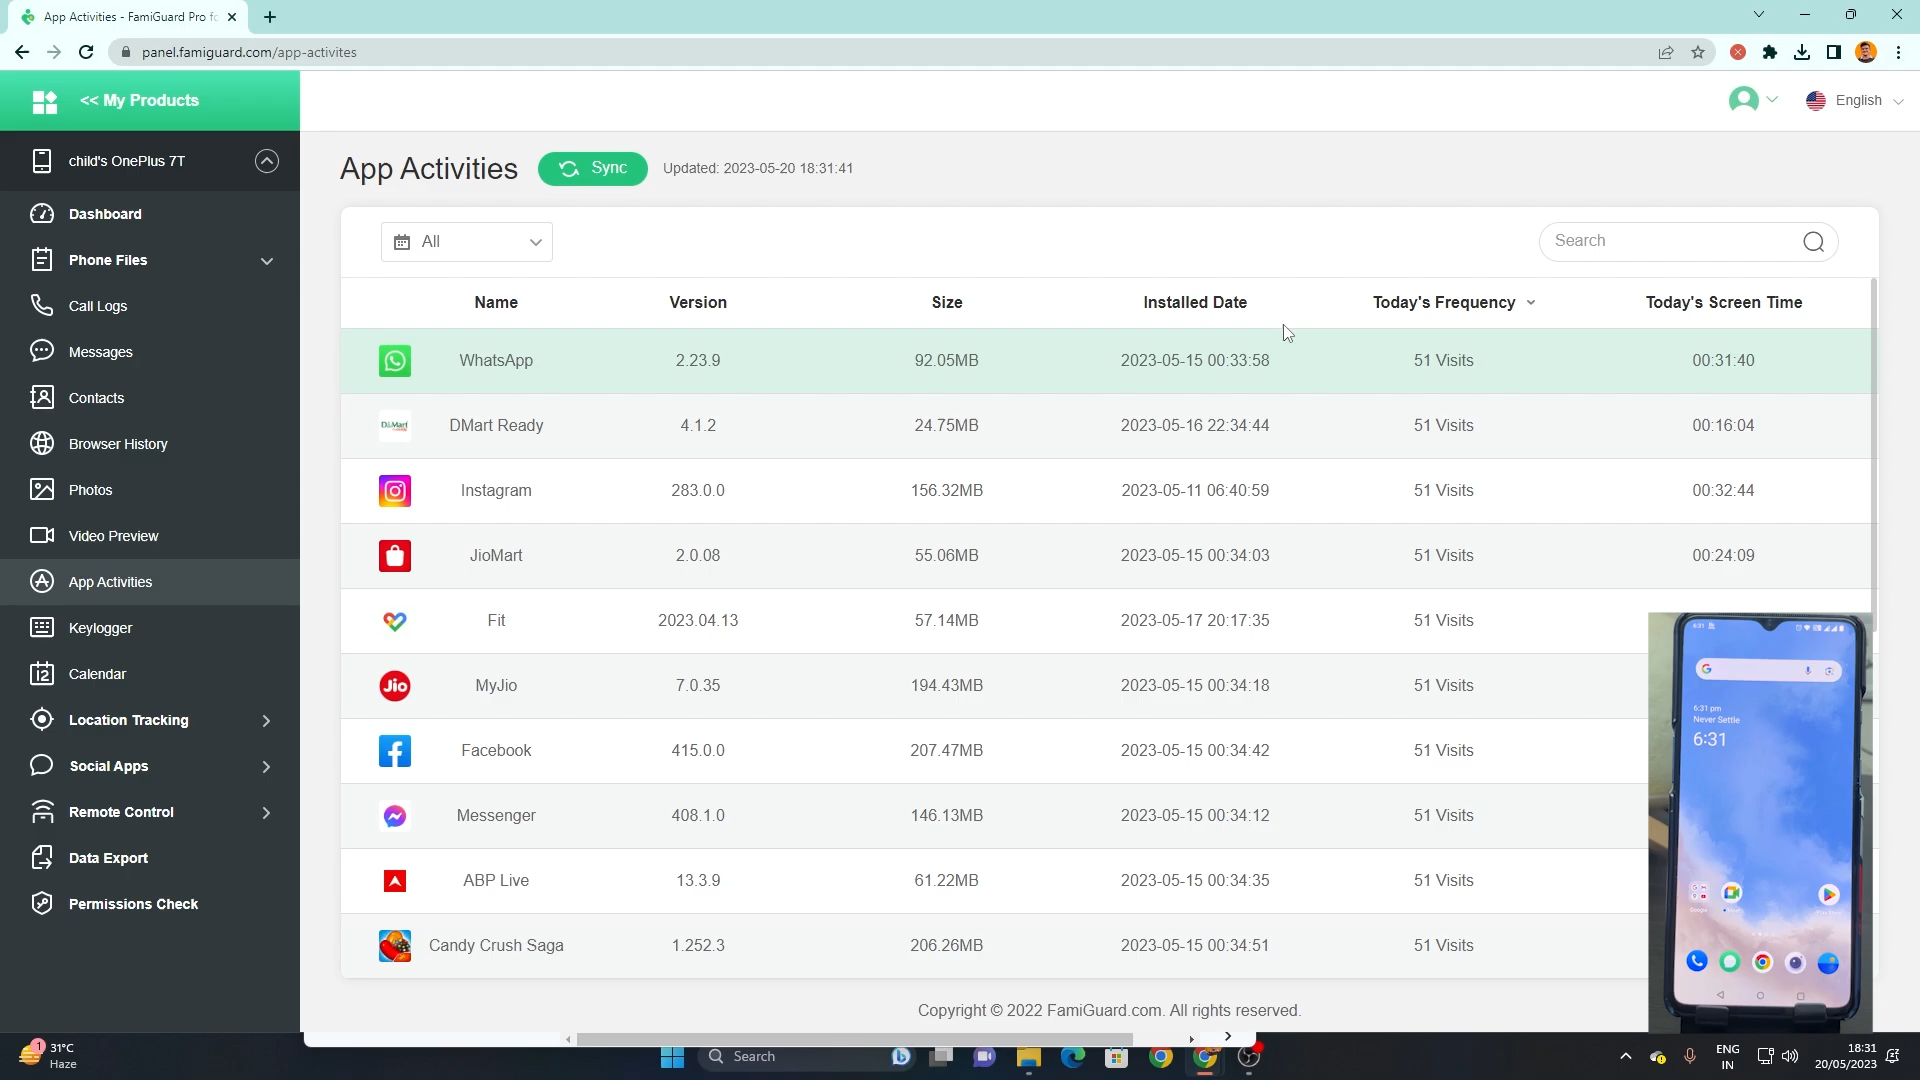 App Activities - FamiGuard Pro fo
panel.famiguard.com/app-activites
<< My Products
English
child's OnePlus 7T
Dashboard
Phone Files
Call Logs
Messages
Contacts
Browser History
Photos
Video Preview
App Activities
Keylogger
Calendar
Location Tracking
Social Apps
Remote Control
Data Export
Permissions Check
App Activities
Sync
Updated: 2023-05-20 18:31:41
All
Search
Name Version Size Installed Date Today's Frequency Today's Screen Time
WhatsApp 2.23.9 92.05MB 2023-05-15 00:33:58 51 Visits 00:31:40
DMart DMart Ready 4.1.2 24.75MB 2023-05-16 22:34:44 51 Visits 00:16:04
Instagram 283.0.0 156.32MB 2023-05-11 06:40:59 51 Visits 00:32:44
JioMart 2.0.08 55.06MB 2023-05-15 00:34:03 51 Visits 00:24:09
Fit 2023.04.13 57.14MB 2023-05-17 20:17:35 51 Visits
Jio MyJio 7.0.35 194.43MB 2023-05-15 00:34:18 51 Visits
Facebook 415.0.0 207.47MB 2023-05-15 00:34:42 51 Visits
Messenger 408.1.0 146.13MB 2023-05-15 00:34:12 51 Visits
ABP Live 13.3.9 61.22MB 2023-05-15 00:34:35 51 Visits
Candy Crush Saga 1.252.3 206.26MB 2023-05-15 00:34:51 51 Visits
Copyright © 2022 FamiGuard.com. All rights reserved.
6:31
6:31 pm
Never Settle
6:31
Google
1
31°C
Haze
Search
ENG
IN
18:31
20/05/2023